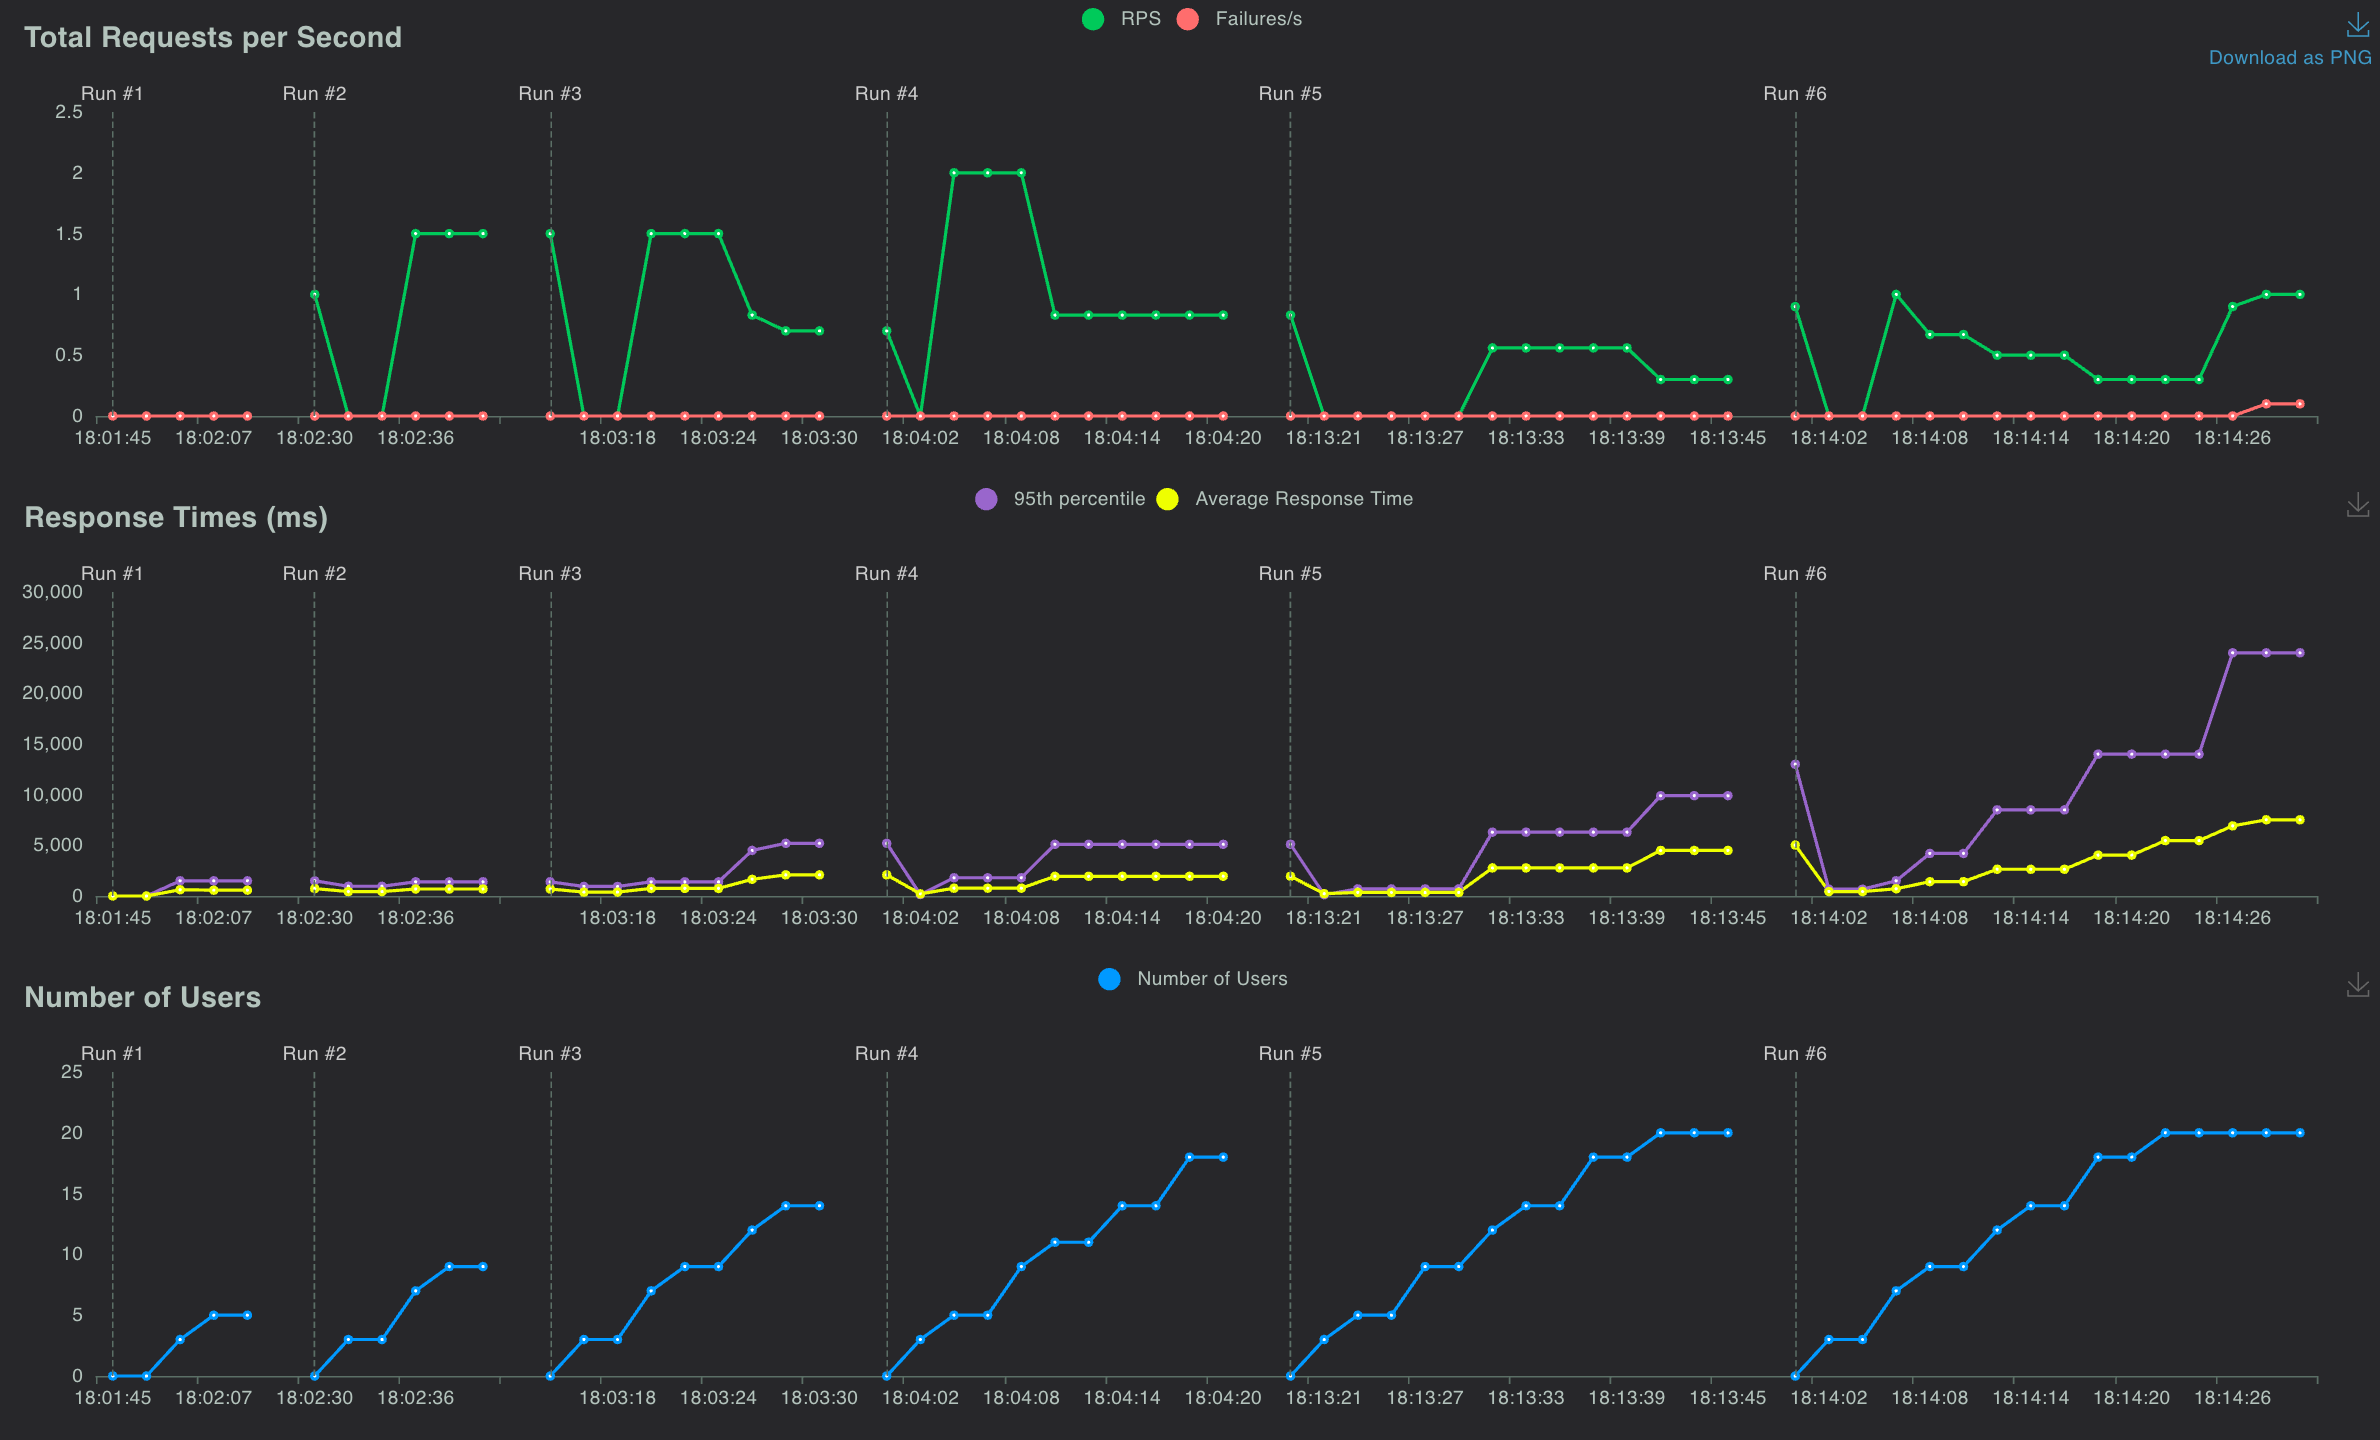 Total Requests per Second
RPS Failures/s
Download as PNG
Run #1 Run #2 Run #3 Run #4 Run #5 Run #6
2.5
2
1.5
1
0.5
0
18:01:45 18:02:07 18:02:30 18:02:36 18:03:18 18:03:24 18:03:30 18:04:02 18:04:08 18:04:14 18:04:20 18:13:21 18:13:27 18:13:33 18:13:39 18:13:45 18:14:02 18:14:08 18:14:14 18:14:20 18:14:26
Response Times (ms)
95th percentile Average Response Time
Run #1 Run #2 Run #3 Run #4 Run #5 Run #6
30,000
25,000
20,000
15,000
10,000
5,000
0
18:01:45 18:02:07 18:02:30 18:02:36 18:03:18 18:03:24 18:03:30 18:04:02 18:04:08 18:04:14 18:04:20 18:13:21 18:13:27 18:13:33 18:13:39 18:13:45 18:14:02 18:14:08 18:14:14 18:14:20 18:14:26
Number of Users
Number of Users
Run #1 Run #2 Run #3 Run #4 Run #5 Run #6
25
20
15
10
5
0
18:01:45 18:02:07 18:02:30 18:02:36 18:03:18 18:03:24 18:03:30 18:04:02 18:04:08 18:04:14 18:04:20 18:13:21 18:13:27 18:13:33 18:13:39 18:13:45 18:14:02 18:14:08 18:14:14 18:14:20 18:14:26